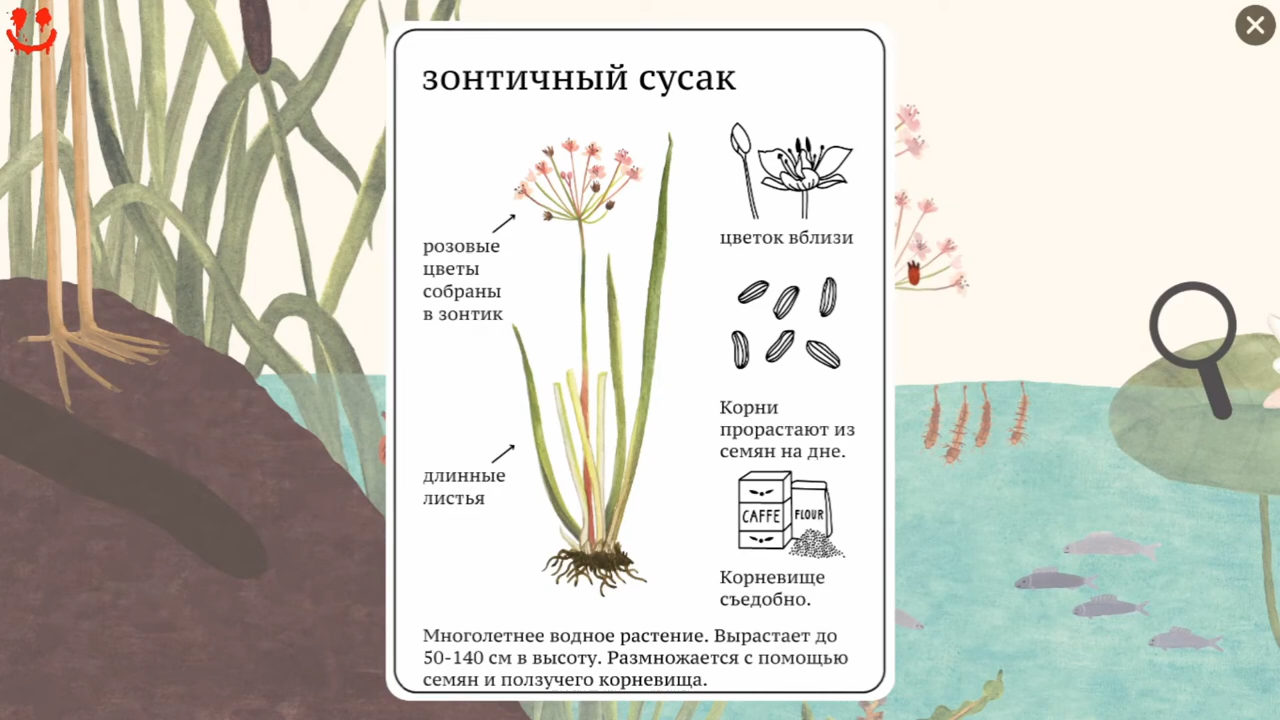 зонтичный сусак
розовые
цветы
собраны
в зонтик
длинные
листья
цветок вблизи
Корни
прорастают из
семян на дне.
CAFFE
FLOUR
Корневище
съедобно.
Многолетнее водное растение. Вырастает до
50-140 см в высоту. Размножается с помощью
семян и ползучего корневища.